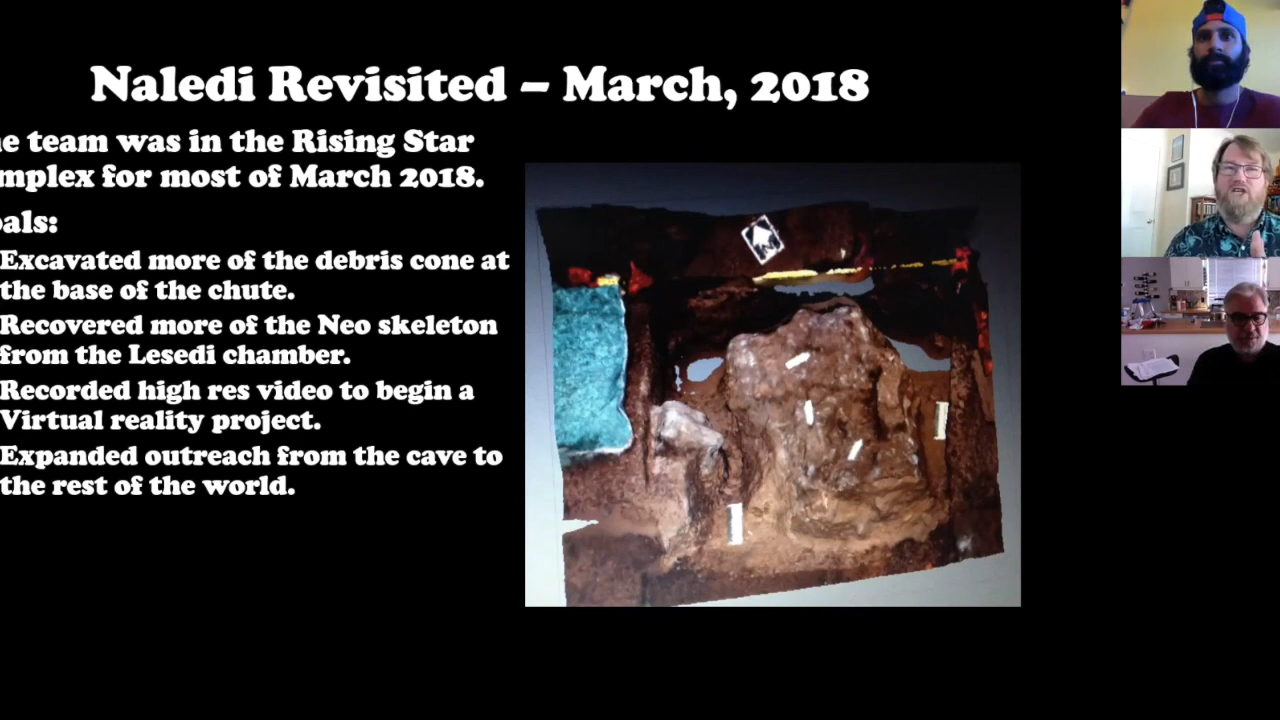 Naledi Revisited – March, 2018
e team was in the Rising Star
mplex for most of March 2018.
als:
Excavated more of the debris cone at
the base of the chute.
Recovered more of the Neo skeleton
from the Lesedi chamber.
Recorded high res video to begin a
Virtual reality project.
Expanded outreach from the cave to
the rest of the world.